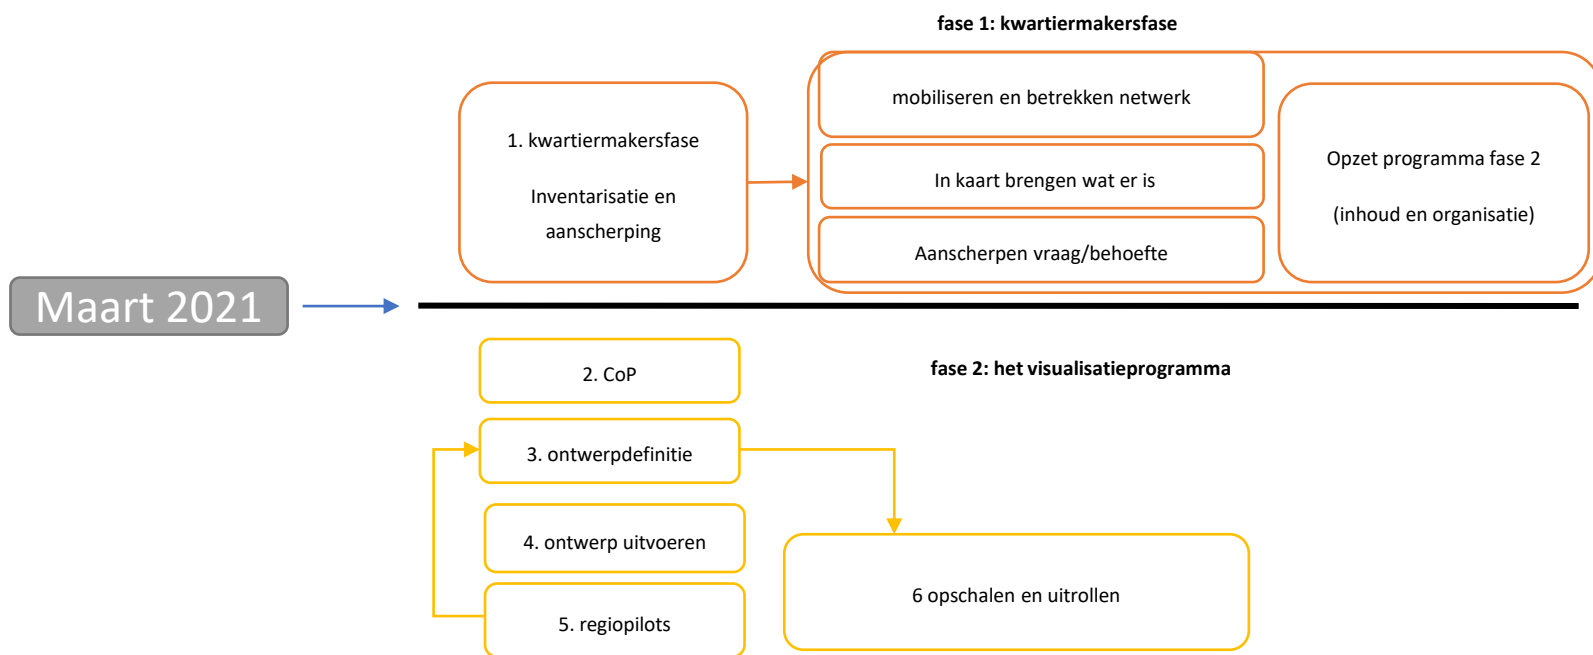 fase 1: kwartiermakersfase
1. kwartiermakersfase
Inventarisatie en
aanscherping
mobiliseren en betrekken netwerk
In kaart brengen wat er is
Aanscherpen vraag/behoefte
Opzet programma fase 2
(inhoud en organisatie)
Maart 2021
fase 2: het visualisatieprogramma
2. CoP
3. ontwerpdefinitie
4. ontwerp uitvoeren
5. regiopilots
6 opschalen en uitrollen